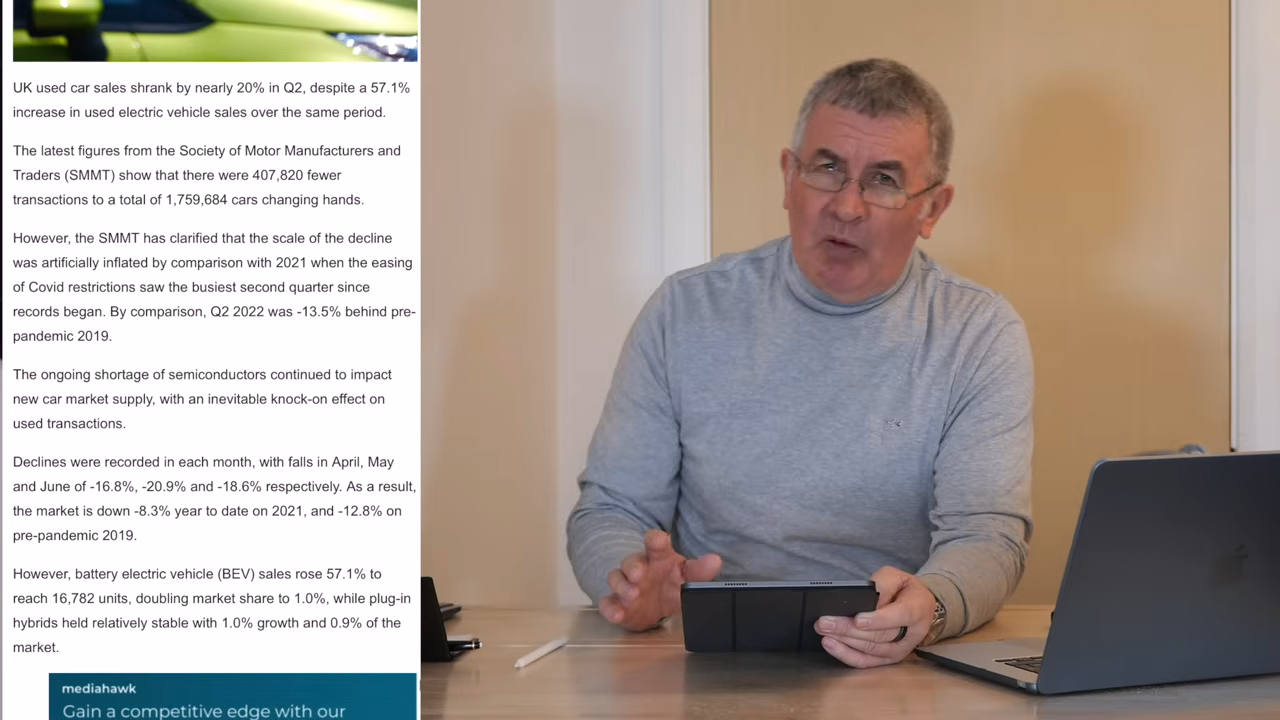 UK used car sales shrank by nearly 20% in Q2, despite a 57.1%
increase in used electric vehicle sales over the same period.
The latest figures from the Society of Motor Manufacturers and
Traders (SMMT) show that there were 407,820 fewer
transactions to a total of 1,759,684 cars changing hands.
However, the SMMT has clarified that the scale of the decline
was artificially inflated by comparison with 2021 when the easing
of Covid restrictions saw the busiest second quarter since
records began. By comparison, Q2 2022 was -13.5% behind pre-
pandemic 2019.
The ongoing shortage of semiconductors continued to impact
new car market supply, with an inevitable knock-on effect on
used transactions.
Declines were recorded in each month, with falls in April, May
and June of -16.8%, -20.9% and -18.6% respectively. As a result,
the market is down -8.3% year to date on 2021, and -12.8% on
pre-pandemic 2019.
However, battery electric vehicle (BEV) sales rose 57.1% to
reach 16,782 units, doubling market share to 1.0%, while plug-in
hybrids held relatively stable with 1.0% growth and 0.9% of the
market.
mediahawk
Gain a competitive edge with our